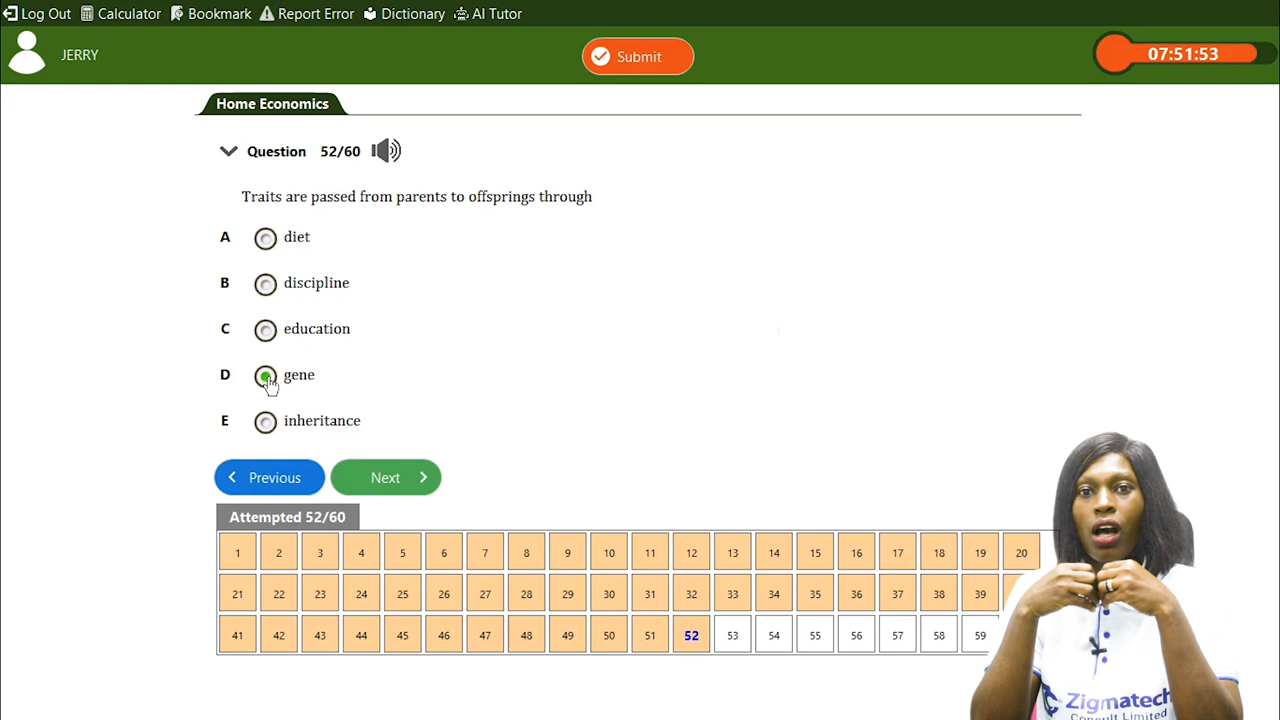 Log Out Calculator Bookmark Report Error Dictionary AI Tutor
JERRY
Submit
07:51:53
Home Economics
Question 52/60
Traits are passed from parents to offsprings through
A diet
B discipline
C education
D gene
E inheritance
Previous Next
Attempted 52/60
1 2 3 4 5 6 7 8 9 10 11 12 13 14 15 16 17 18 19 20
21 22 23 24 25 26 27 28 29 30 31 32 33 34 35 36 37 38 39
41 42 43 44 45 46 47 48 49 50 51 52 53 54 55 56 57 58 59
Zigmatech
Consult Limited